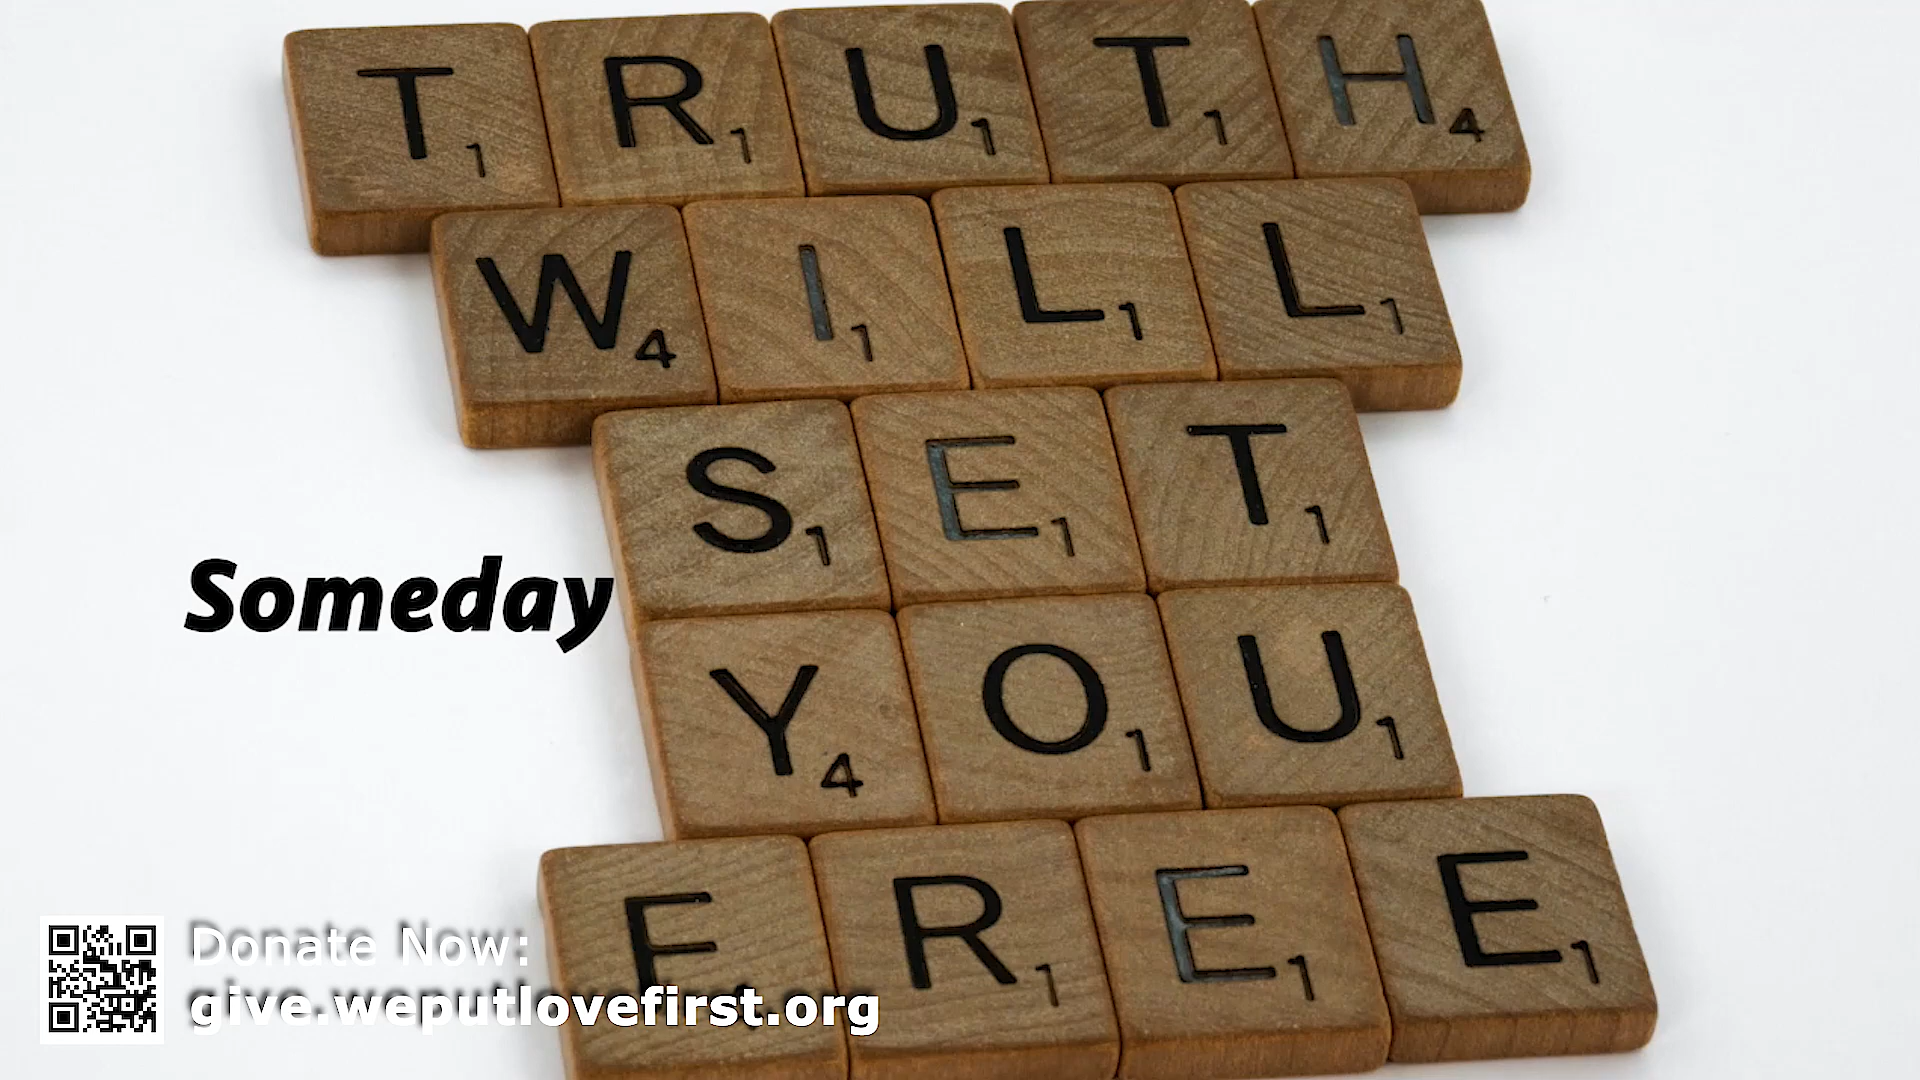 TRUTH
WILL
SET
Someday
YOU
FREE
Donate Now:
give.weputlovefirst.org